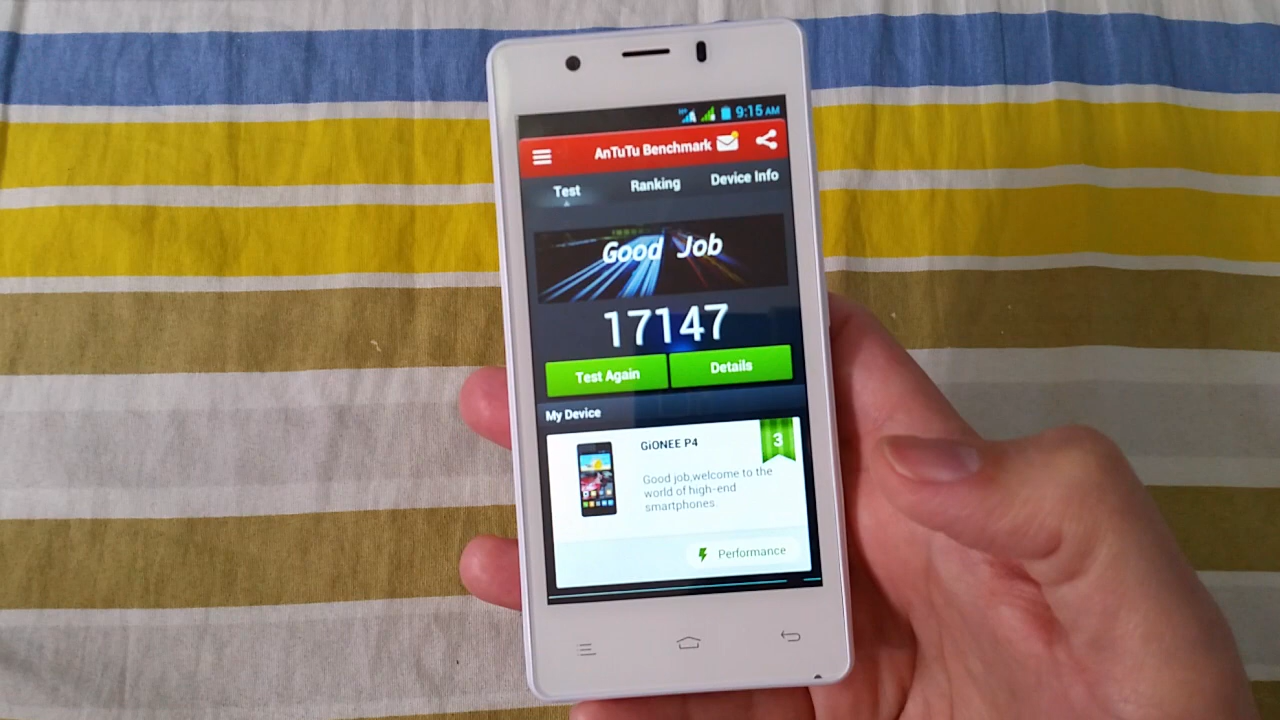 9:15 AM
AnTuTu Benchmark
Test Ranking Device Info
Good Job
17147
Test Again Details
My Device
GiONEE P4
3
Good job,welcome to the
world of high-end
smartphones.
Performance